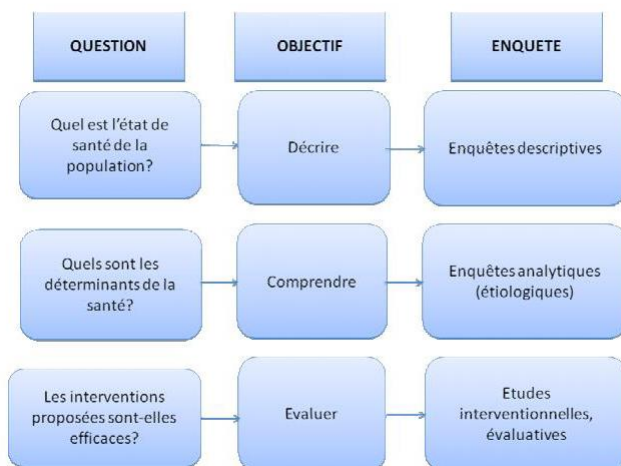 QUESTION
OBJECTIF
ENQUETE
Quel est l'état de
santé de la
population?
Décrire
Enquêtes descriptives
Quels sont les
déterminants de la
santé?
Comprendre
Enquêtes analytiques
(étiologiques)
Les interventions
proposées sont-elles
efficaces?
Evaluer
Etudes
interventionnelles,
évaluatives